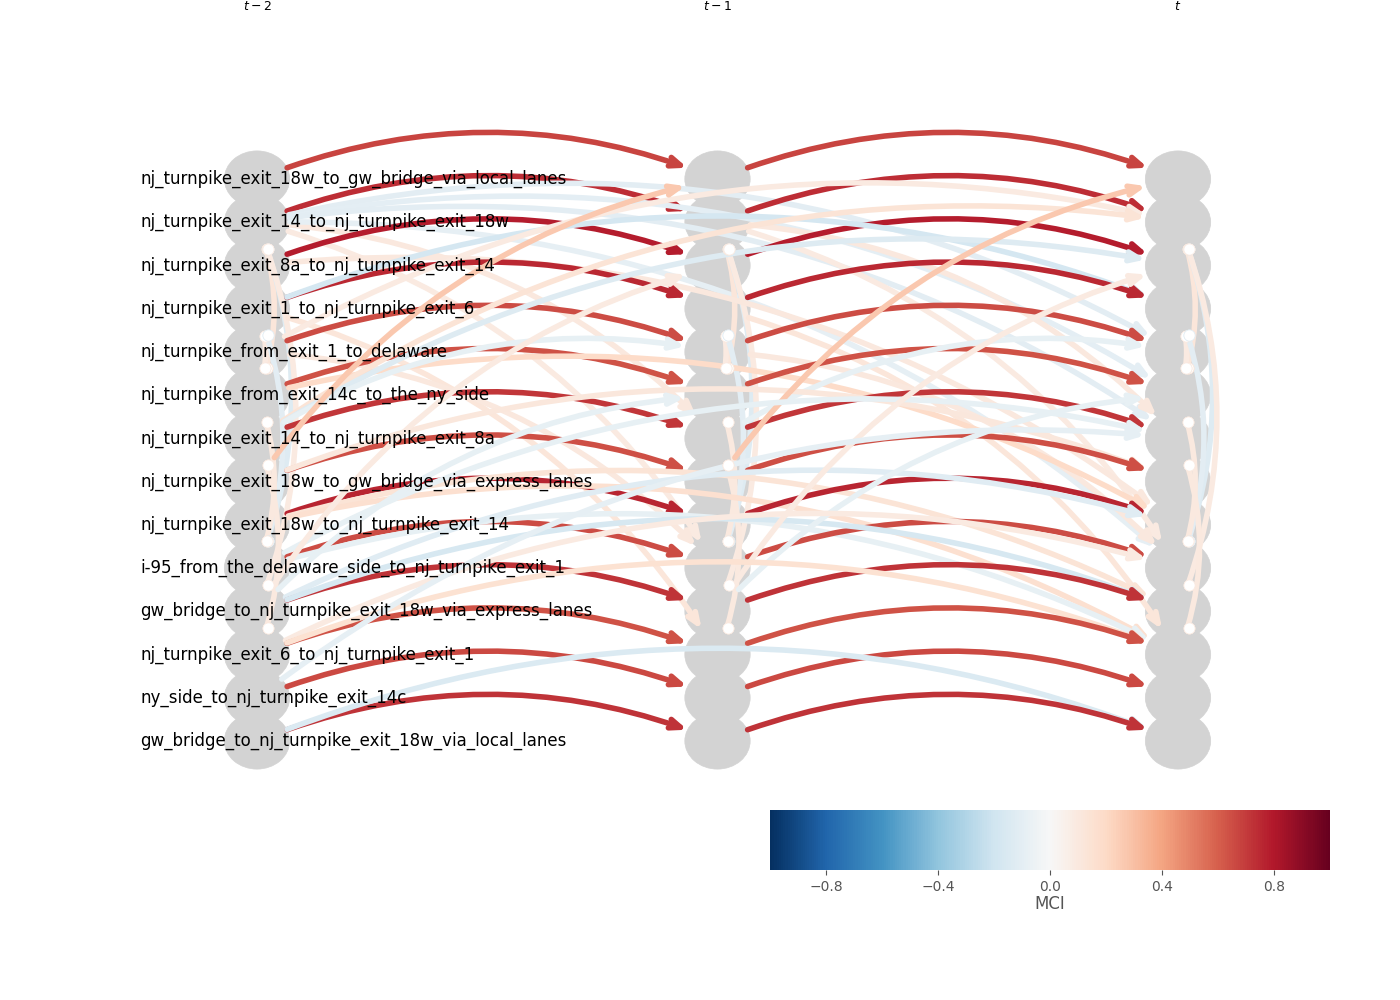 t − 2 t − 1 t
nj_turnpike_exit_18w_to_gw_bridge_via_local_lanes
nj_turnpike_exit_14_to_nj_turnpike_exit_18w
nj_turnpike_exit_8a_to_nj_turnpike_exit_14
nj_turnpike_exit_1_to_nj_turnpike_exit_6
nj_turnpike_from_exit_1_to_delaware
nj_turnpike_from_exit_14c_to_the_ny_side
nj_turnpike_exit_14_to_nj_turnpike_exit_8a
nj_turnpike_exit_18w_to_gw_bridge_via_express_lanes
nj_turnpike_exit_18w_to_nj_turnpike_exit_14
i-95_from_the_delaware_side_to_nj_turnpike_exit_1
gw_bridge_to_nj_turnpike_exit_18w_via_express_lanes
nj_turnpike_exit_6_to_nj_turnpike_exit_1
ny_side_to_nj_turnpike_exit_14c
gw_bridge_to_nj_turnpike_exit_18w_via_local_lanes
−0.8 −0.4 0.0 0.4 0.8
MCI